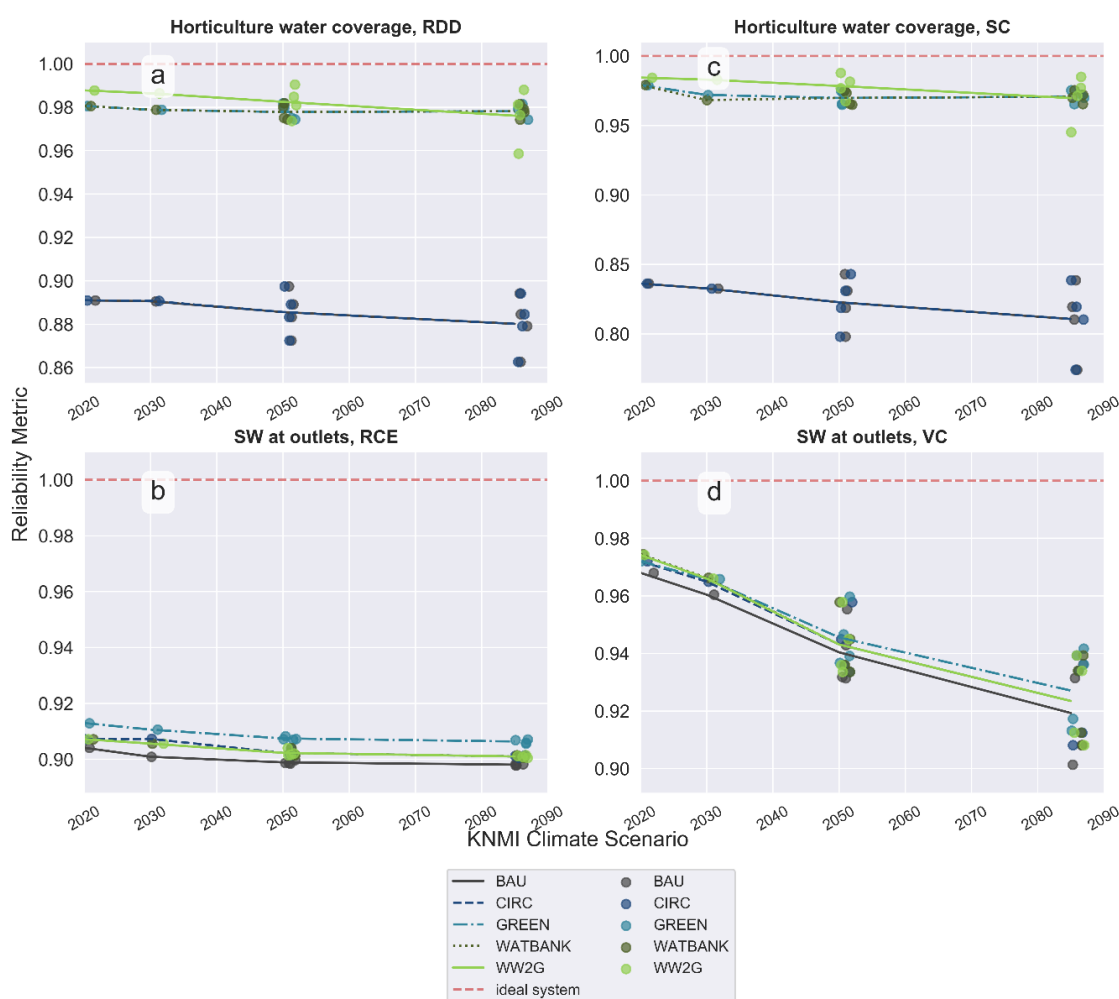 Horticulture water coverage, RDD
a
1.00
0.98
0.96
0.94
0.92
0.90
0.88
0.86
2020 2030 2040 2050 2060 2070 2080 2090
Horticulture water coverage, SC
c
1.00
0.95
0.90
0.85
0.80
2020 2030 2040 2050 2060 2070 2080 2090
Reliability Metric
SW at outlets, RCE
b
1.00
0.98
0.96
0.94
0.92
0.90
2020 2030 2040 2050 2060 2070 2080 2090
SW at outlets, VC
d
1.00
0.98
0.96
0.94
0.92
0.90
2020 2030 2040 2050 2060 2070 2080 2090
KNMI Climate Scenario
BAU BAU
CIRC CIRC
GREEN GREEN
WATBANK WATBANK
WW2G WW2G
ideal system